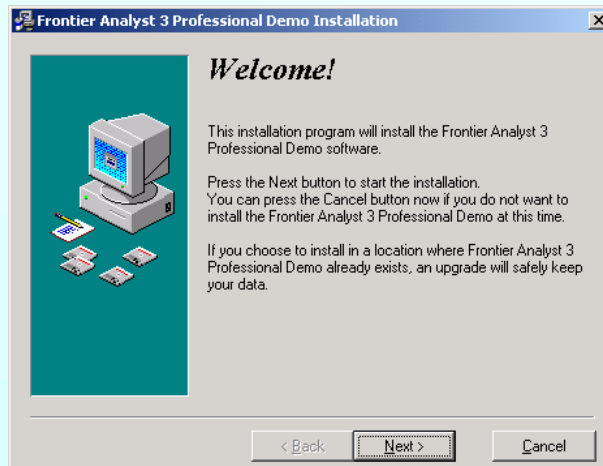 Frontier Analyst 3 Professional Demo Installation
Welcome!
This installation program will install the Frontier Analyst 3
Professional Demo software.
Press the Next button to start the installation.
You can press the Cancel button now if you do not want to
install the Frontier Analyst 3 Professional Demo at this time.
If you choose to install in a location where Frontier Analyst 3
Professional Demo already exists, an upgrade will safely keep
your data.
< Back
Next >
Cancel